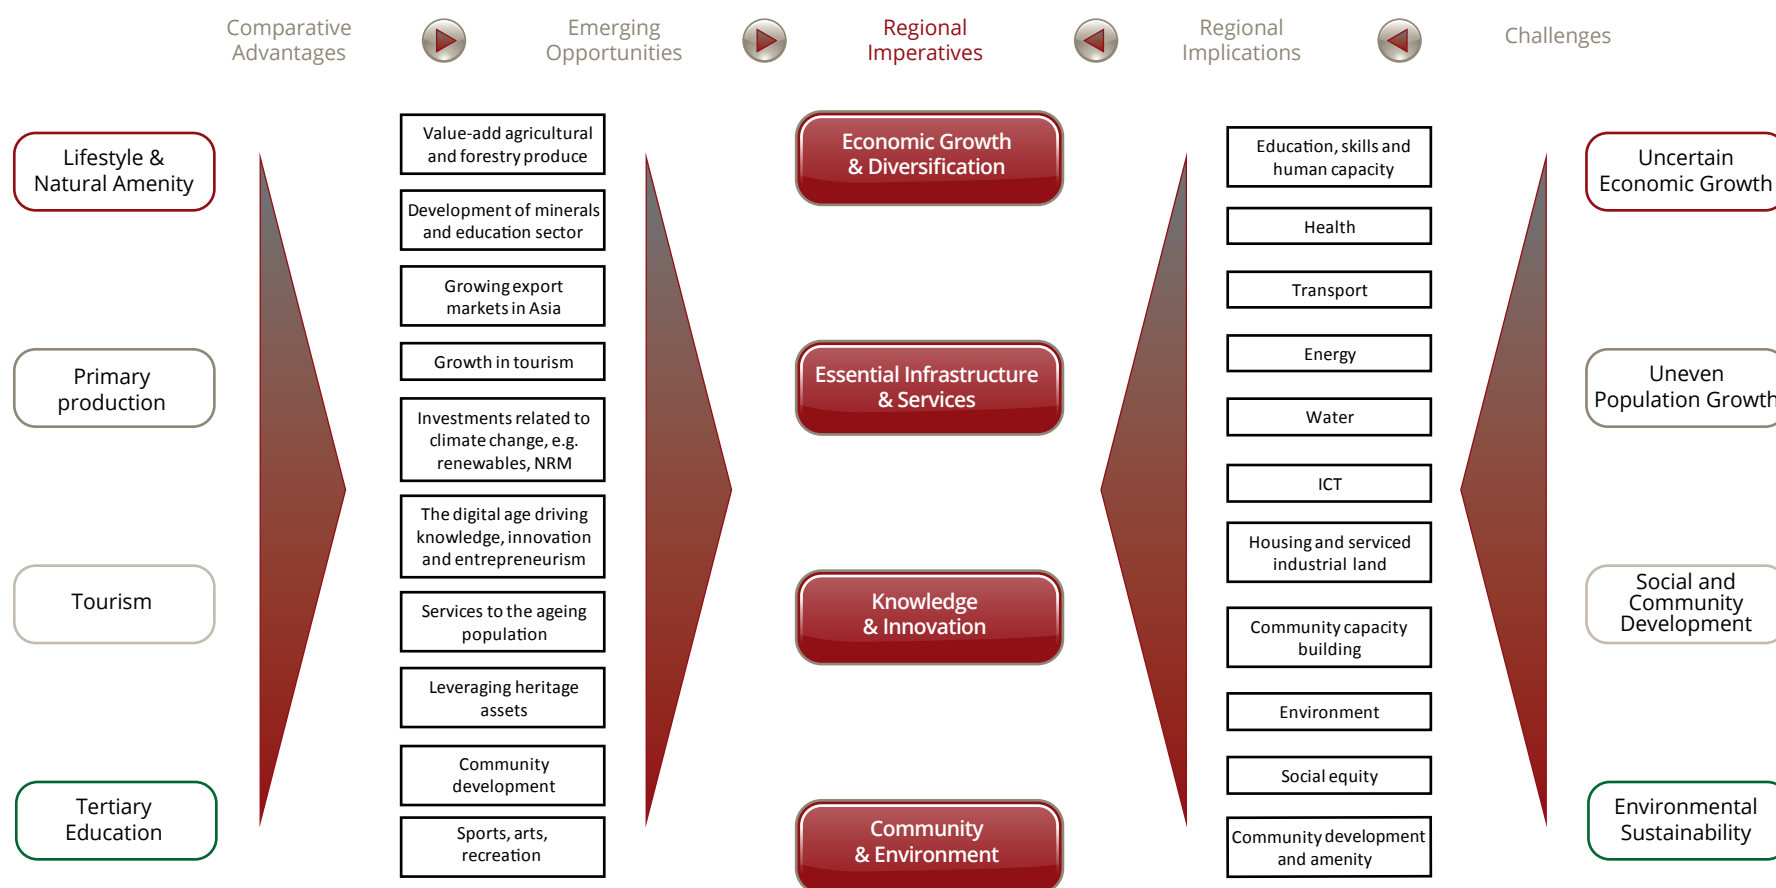 Comparative
Advantages
Emerging
Opportunities
Regional
Imperatives
Regional
Implications
Challenges
Lifestyle &
Natural Amenity
Primary
production
Tourism
Tertiary
Education
Value-add agricultural
and forestry produce
Development of minerals
and education sector
Growing export
markets in Asia
Growth in tourism
Investments related to
climate change, e.g.
renewables, NRM
The digital age driving
knowledge, innovation
and entrepreneurism
Services to the ageing
population
Leveraging heritage
assets
Community
development
Sports, arts,
recreation
Economic Growth
& Diversification
Essential Infrastructure
& Services
Knowledge
& Innovation
Community
& Environment
Education, skills and
human capacity
Health
Transport
Energy
Water
ICT
Housing and serviced
industrial land
Community capacity
building
Environment
Social equity
Community development
and amenity
Uncertain
Economic Growth
Uneven
Population Growth
Social and
Community
Development
Environmental
Sustainability